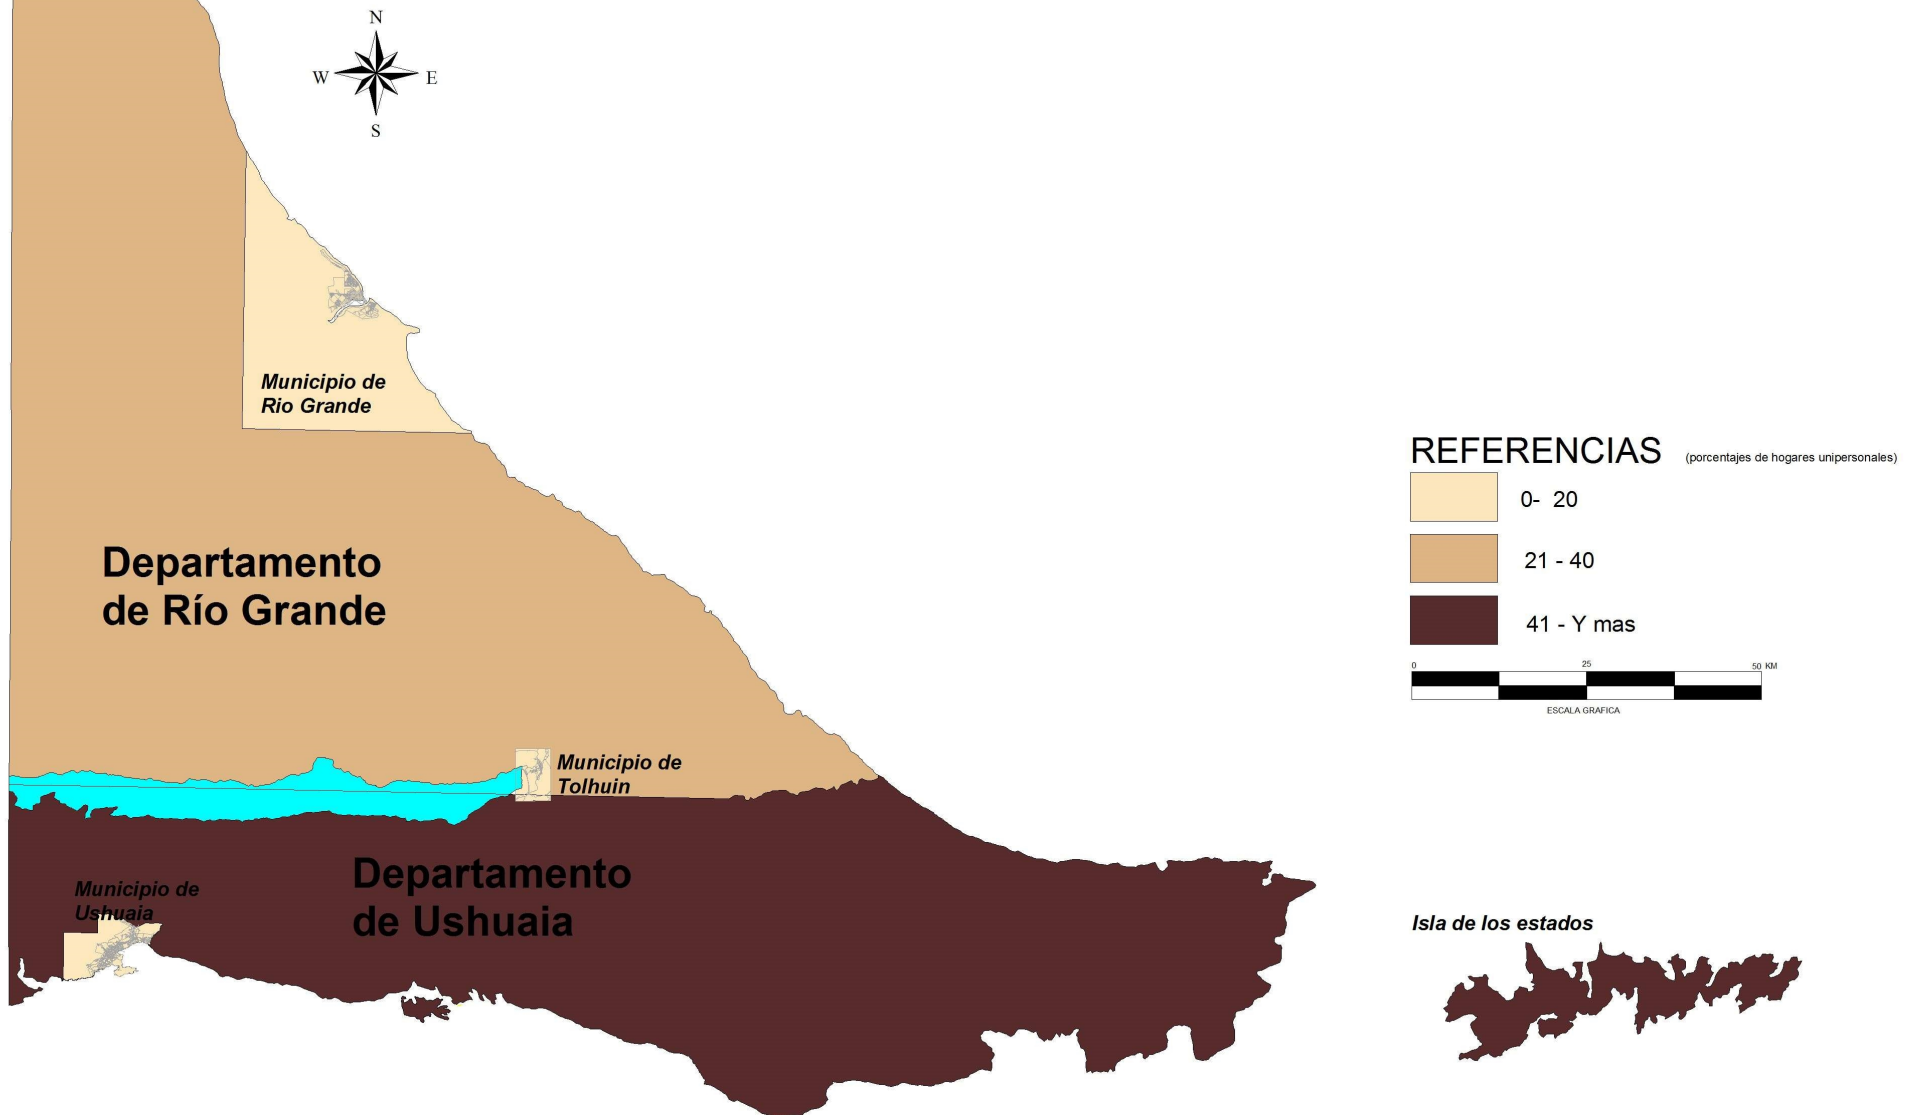 N
W E
S
Municipio de
Rio Grande
Departamento
de Río Grande
Municipio de
Tolhuin
Departamento
de Ushuaia
Municipio de
Ushuaia
REFERENCIAS (porcentajes de hogares unipersonales)
0- 20
21 - 40
41 - Y mas
0 25 50 KM
ESCALA GRAFICA
Isla de los estados